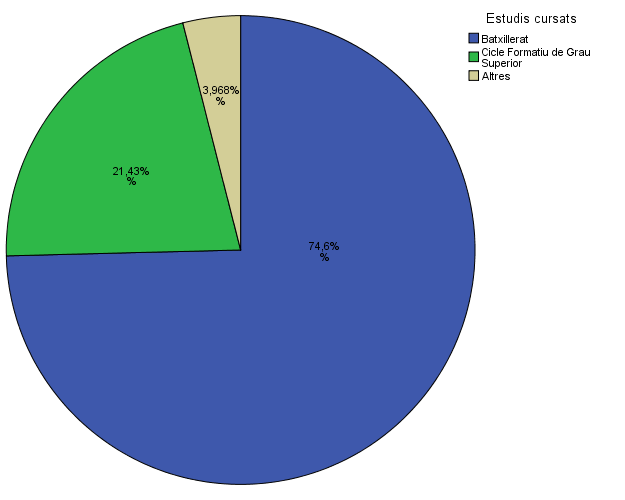 Estudis cursats
Batxillerat
Cicle Formatiu de Grau
Superior
Altres
3,968%
%
21,43%
%
74,6%
%